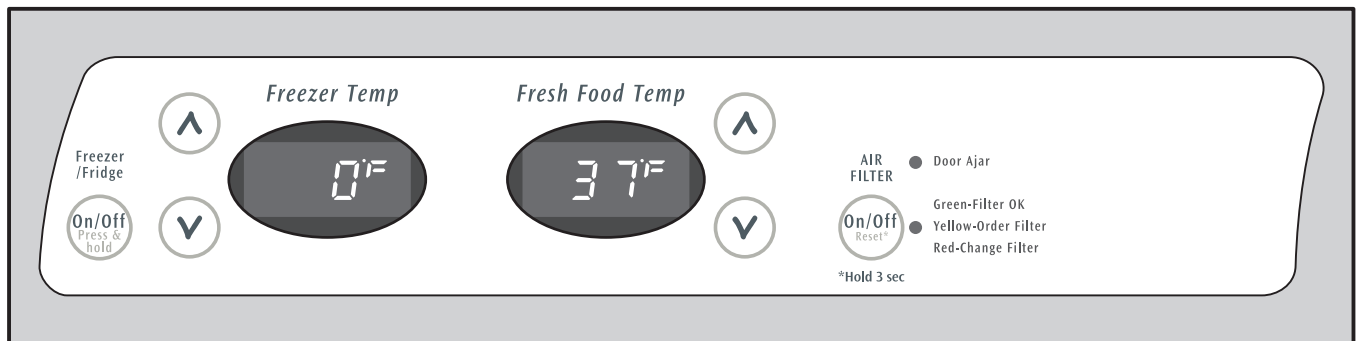 Freezer Temp
Fresh Food Temp
Freezer
/Fridge
On/Off
Press &
hold
0°F
37°F
AIR
FILTER
Door Ajar
On/Off
Reset*
*Hold 3 sec
Green-Filter OK
Yellow-Order Filter
Red-Change Filter